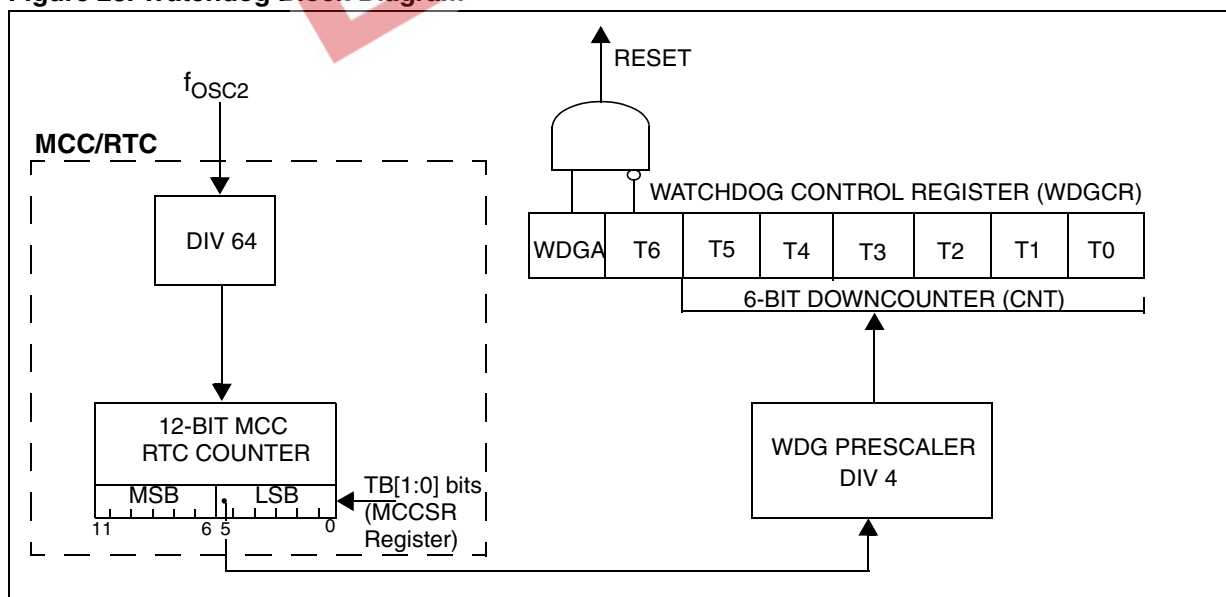 fOSC2
MCC/RTC
DIV 64
12-BIT MCC
RTC COUNTER
MSB
LSB
11
6
5
0
TB[1:0] bits
(MCCSR
Register)
RESET
WATCHDOG CONTROL REGISTER (WDGCR)
WDGA
T6
T5
T4
T3
T2
T1
T0
6-BIT DOWNCOUNTER (CNT)
WDG PRESCALER
DIV 4